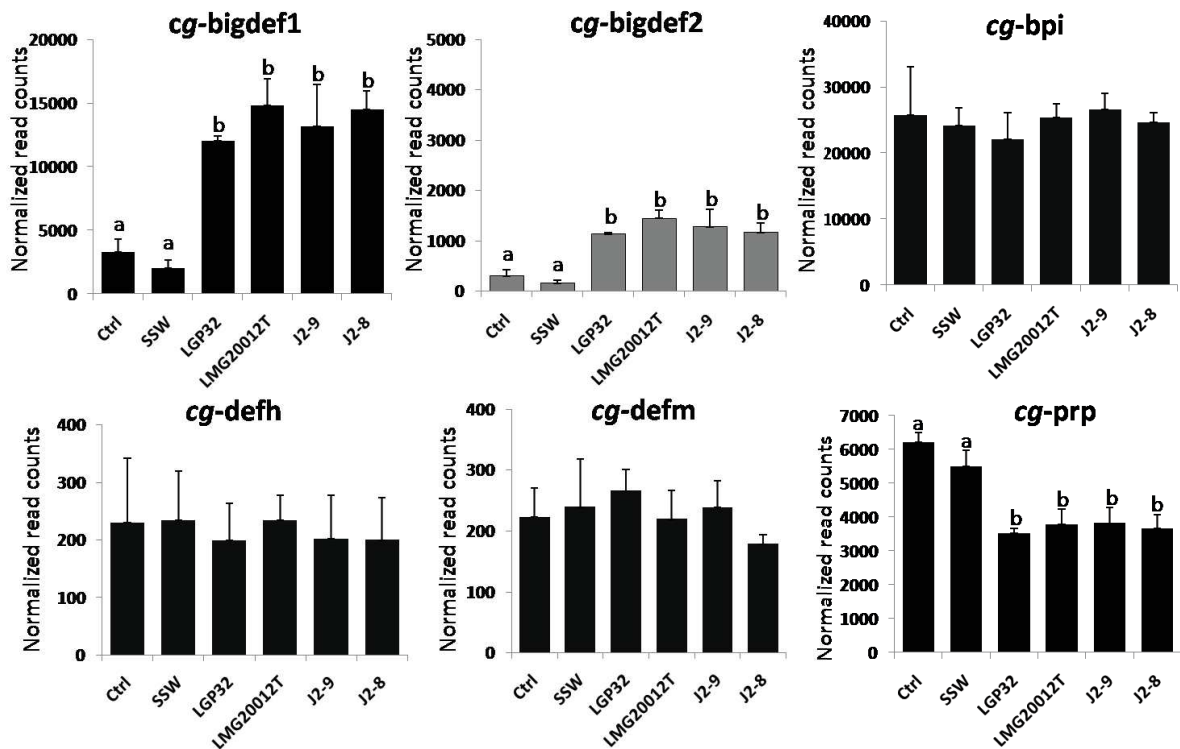 cg-bigdef1
Normalized read counts
20000
15000
10000
5000
0
a
a
b
b
b
b
Ctrl
SSW
LGP32
LMG20012T
J2-9
J2-8
cg-bigdef2
Normalized read counts
5000
4000
3000
2000
1000
0
a
a
b
b
b
b
Ctrl
SSW
LGP32
LMG20012T
J2-9
J2-8
cg-bpi
Normalized read counts
40000
30000
20000
10000
0
Ctrl
SSW
LGP32
LMG20012T
J2-9
J2-8
cg-defh
Normalized read counts
400
300
200
100
0
Ctrl
SSW
LGP32
LMG20012T
J2-9
J2-8
cg-defm
Normalized read counts
400
300
200
100
0
Ctrl
SSW
LGP32
LMG20012T
J2-9
J2-8
cg-prp
Normalized read counts
7000
6000
5000
4000
3000
2000
1000
0
a
a
b
b
b
b
Ctrl
SSW
LGP32
LMG20012T
J2-9
J2-8